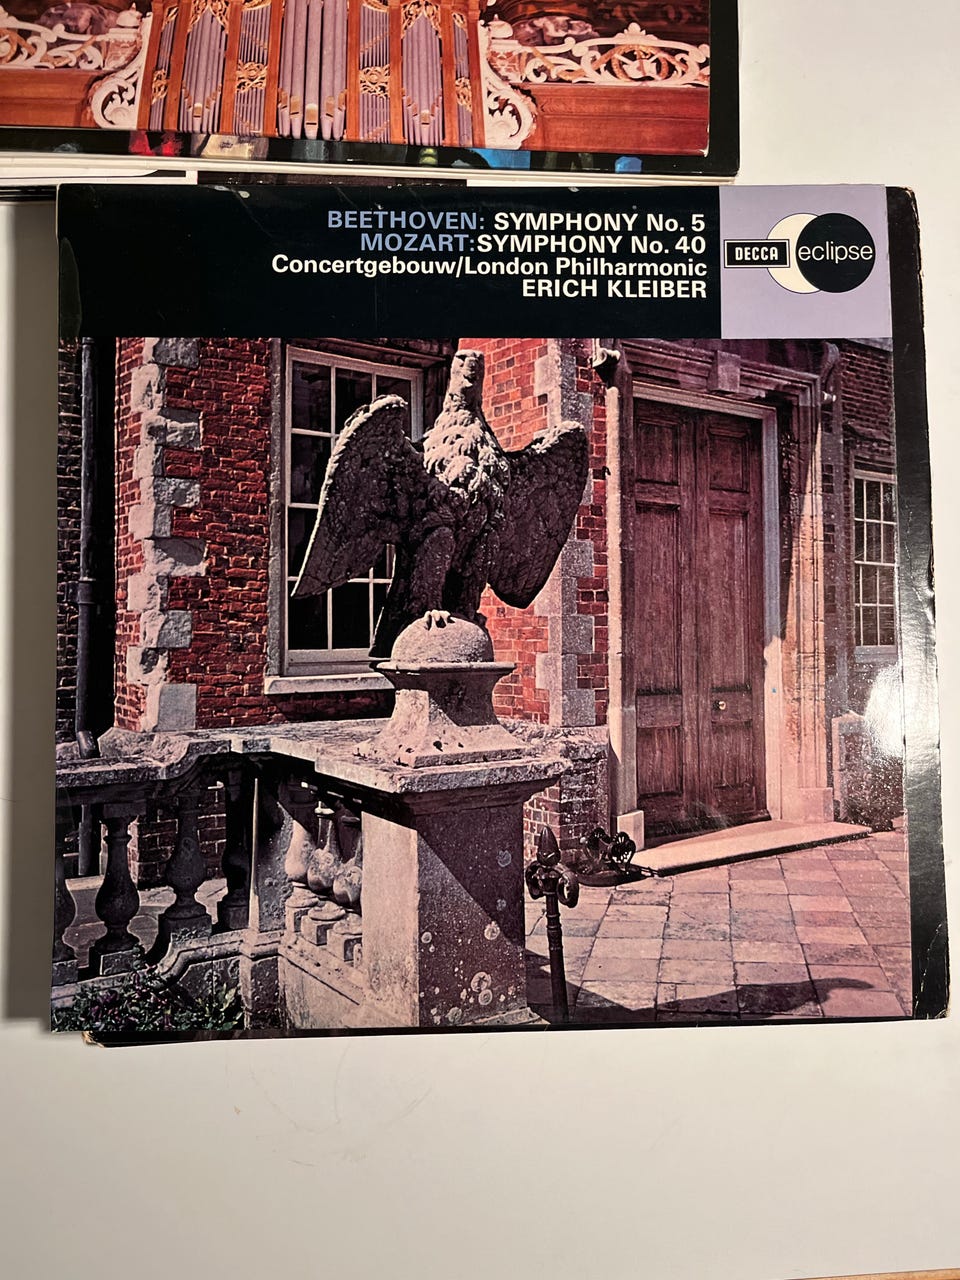 BEETHOVEN: SYMPHONY No. 5
MOZART:SYMPHONY No. 40
Concertgebouw/London Philharmonic
ERICH KLEIBER
DECCA eclipse